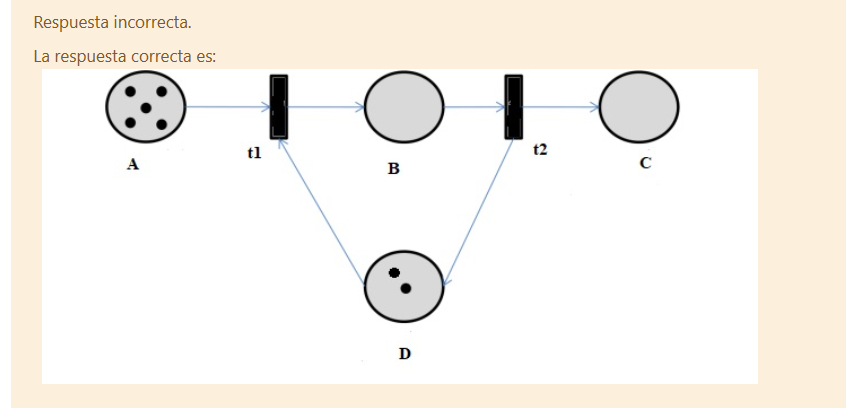 Respuesta incorrecta.
La respuesta correcta es:
A
t1
B
t2
C
D